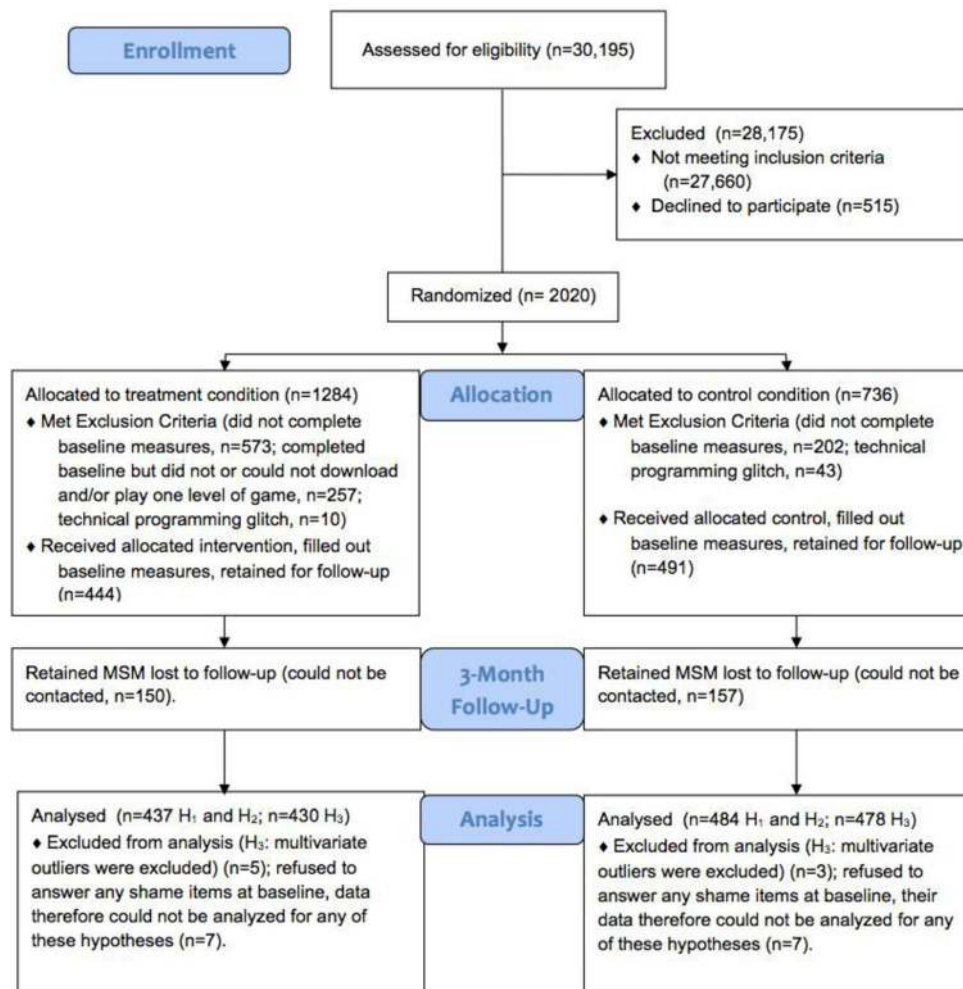 Enrollment
Assessed for eligibility (n=30,195)
Excluded (n=28,175)
♦ Not meeting inclusion criteria
(n=27,660)
♦ Declined to participate (n=515)
Randomized (n= 2020)
Allocated to treatment condition (n=1284)
♦ Met Exclusion Criteria (did not complete
baseline measures, n=573; completed
baseline but did not or could not download
and/or play one level of game, n=257;
technical programming glitch, n=10)
♦ Received allocated intervention, filled out
baseline measures, retained for follow-up
(n=444)
Allocation
Allocated to control condition (n=736)
♦ Met Exclusion Criteria (did not complete
baseline measures, n=202; technical
programming glitch, n=43)
♦ Received allocated control, filled out
baseline measures, retained for follow-up
(n=491)
Retained MSM lost to follow-up (could not be
contacted, n=150).
3-Month
Follow-Up
Retained MSM lost to follow-up (could not be
contacted, n=157)
Analysed (n=437 H₁ and H₂; n=430 H₃)
♦ Excluded from analysis (H₃: multivariate
outliers were excluded) (n=5); refused to
answer any shame items at baseline, data
therefore could not be analyzed for any of
these hypotheses (n=7).
Analysis
Analysed (n=484 H₁ and H₂; n=478 H₃)
♦ Excluded from analysis (H₃: multivariate
outliers were excluded) (n=3); refused to
answer any shame items at baseline, their
data therefore could not be analyzed for any
of these hypotheses (n=7).